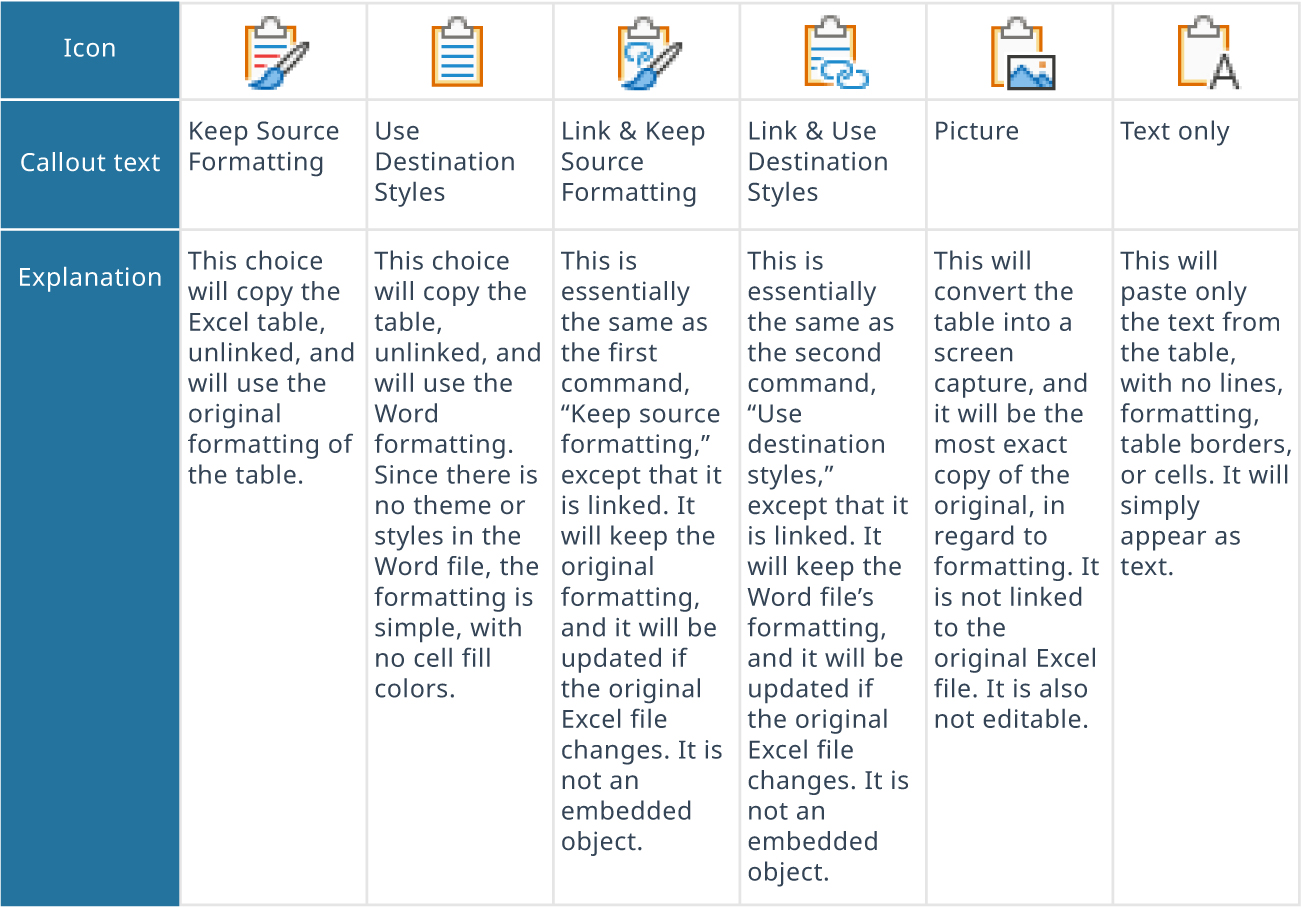 Icon
A
Callout text
Keep Source
Formatting
Use
Destination
Styles
Link & Keep
Source
Formatting
Link & Use
Destination
Styles
Picture
Text only
Explanation
This choice
will copy the
Excel table,
unlinked, and
will use the
original
formatting of
the table.
This choice
will copy the
table,
unlinked, and
will use the
Word
formatting.
Since there is
no theme or
styles in the
Word file, the
formatting is
simple, with
no cell fill
colors.
This is
essentially
the same as
the first
command,
“Keep source
formatting,”
except that it
is linked. It
will keep the
original
formatting,
and it will be
updated if
the original
Excel file
changes. It is
not an
embedded
object.
This is
essentially
the same as
the second
command,
“Use
destination
styles,”
except that it
is linked. It
will keep the
Word file’s
formatting,
and it will be
updated if
the original
Excel file
changes. It is
not an
embedded
object.
This will
convert the
table into a
screen
capture, and
it will be the
most exact
copy of the
original, in
regard to
formatting. It
is not linked
to the
original Excel
file. It is also
not editable.
This will
paste only
the text from
the table,
with no lines,
formatting,
table borders,
or cells. It will
simply
appear as
text.